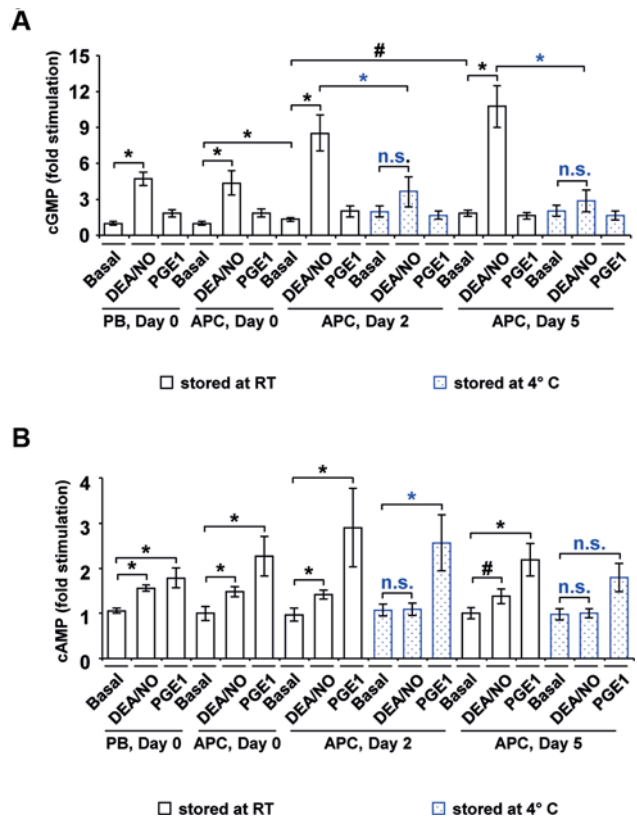 A
cGMP (fold stimulation)
15
12
9
6
3
0
*
*
*
*
*
n.s.
#
*
*
n.s.
Basal
DEA/NO
PGE1
Basal
DEA/NO
PGE1
Basal
DEA/NO
PGE1
Basal
DEA/NO
PGE1
Basal
DEA/NO
PGE1
Basal
DEA/NO
PGE1
PB, Day 0 APC, Day 0 APC, Day 2 APC, Day 5
stored at RT stored at 4° C
B
cAMP (fold stimulation)
4
3
2
1
0
*
*
*
*
*
*
*
n.s.
*
#
n.s.
n.s.
Basal
DEA/NO
PGE1
Basal
DEA/NO
PGE1
Basal
DEA/NO
PGE1
Basal
DEA/NO
PGE1
Basal
DEA/NO
PGE1
Basal
DEA/NO
PGE1
PB, Day 0 APC, Day 0 APC, Day 2 APC, Day 5
stored at RT stored at 4° C